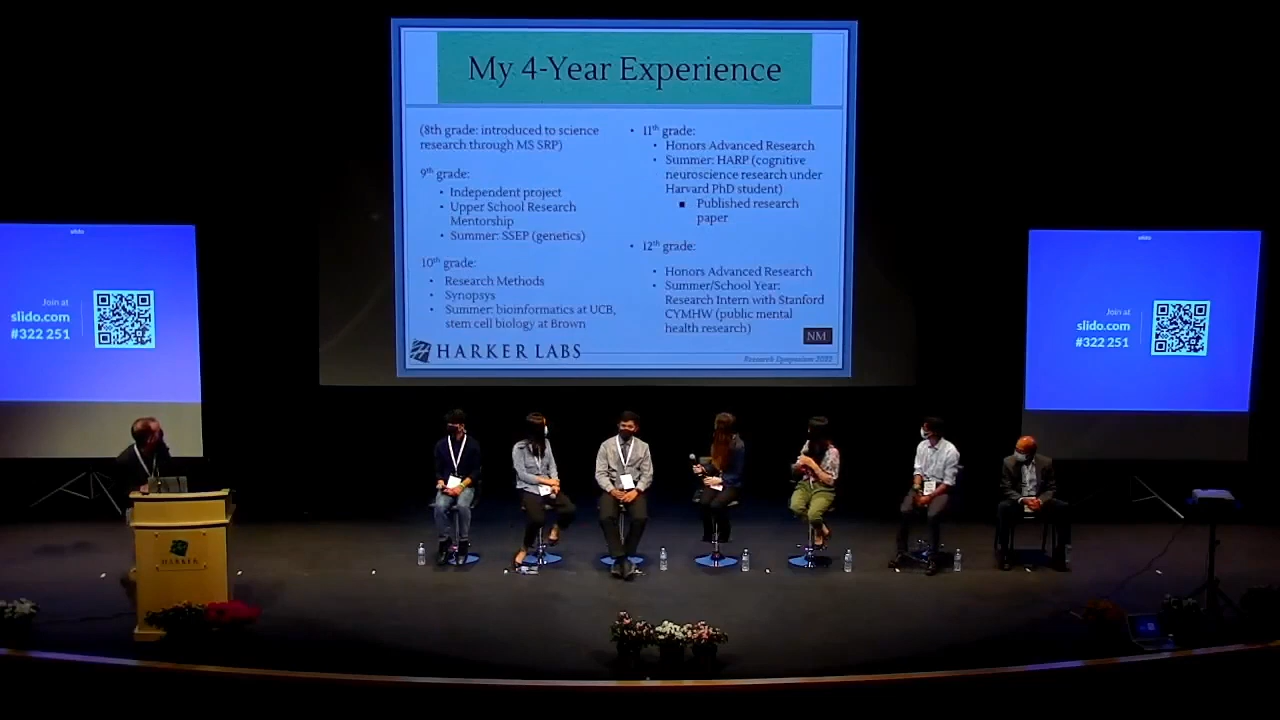 My 4-Year Experience
(8th grade: introduced to science
research through MS SRP)
9th grade:
• Independent project
• Upper School Research
Mentorship
• Summer: SSEP (genetics)
10th grade:
• Research Methods
• Synopsys
• Summer: bioinformatics at UCB,
stem cell biology at Brown
• 11th grade:
• Honors Advanced Research
• Summer: HARP (cognitive
neuroscience research under
Harvard PhD student)
■ Published research
paper
• 12th grade:
• Honors Advanced Research
• Summer/School Year:
Research Intern with Stanford
CYMHW (public mental
health research)
NM
HARKER LABS
Research Symposium 2022
slido
Join at
slido.com
#322 251
slido
Join at
slido.com
#322 251
HARKER